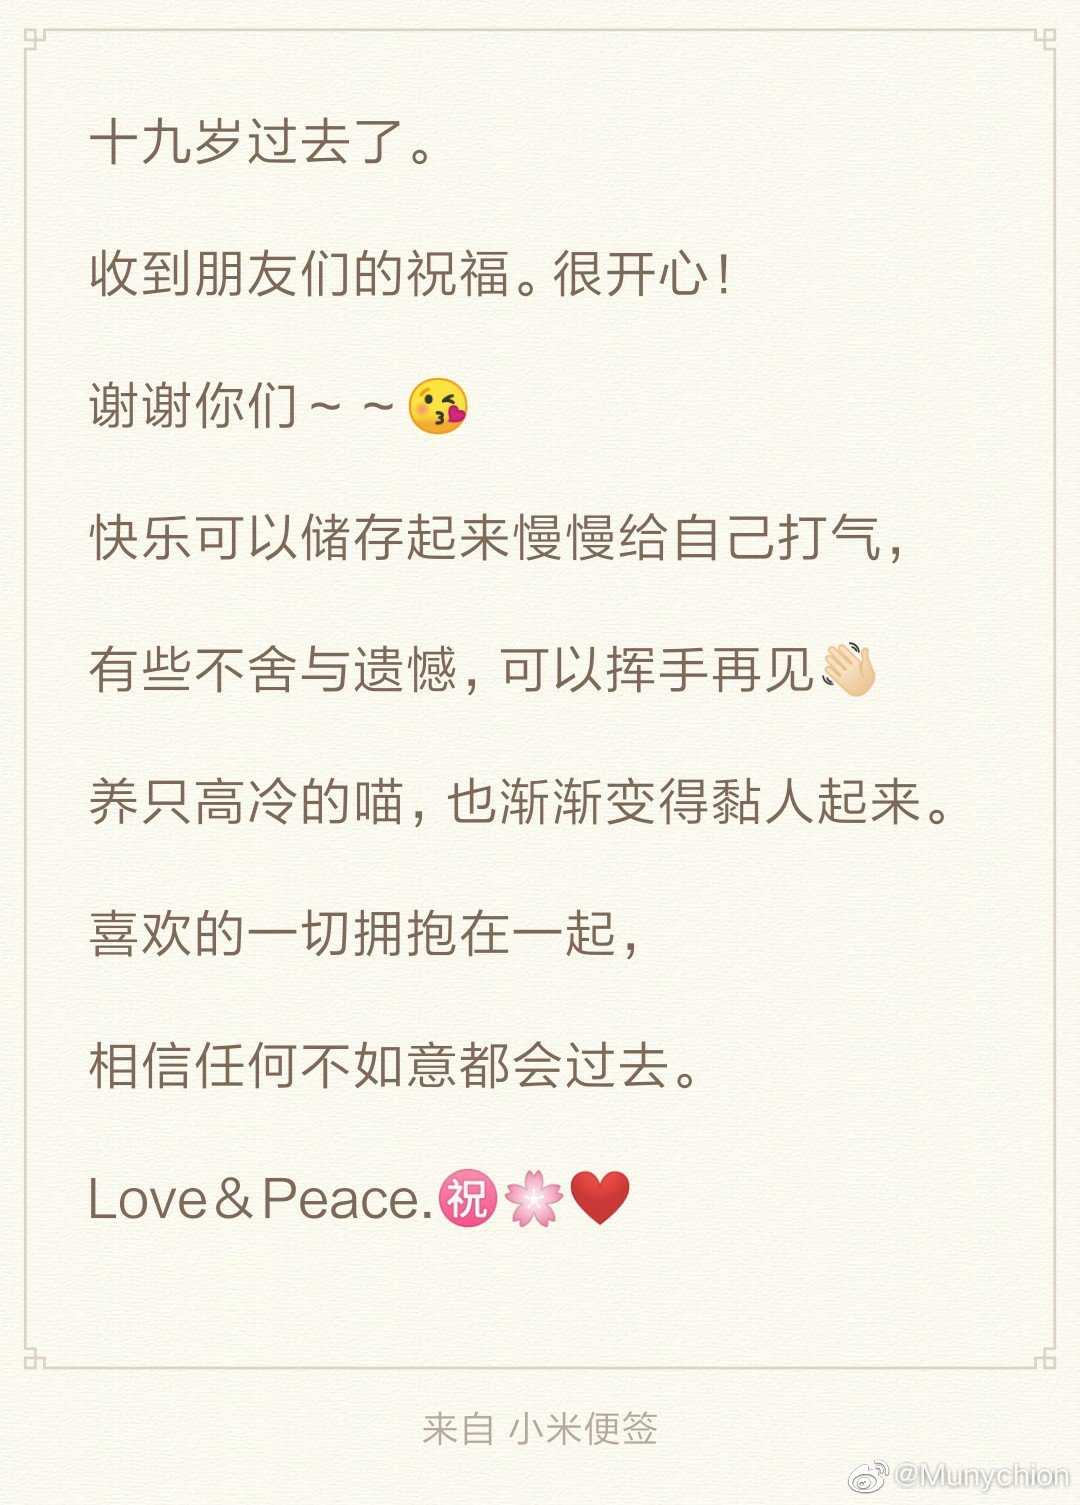 十九岁过去了。
收到朋友们的祝福。很开心！
谢谢你们～～😘
快乐可以储存起来慢慢给自己打气，
有些不舍与遗憾，可以挥手再见👋🏻
养只高冷的喵，也渐渐变得黏人起来。
喜欢的一切拥抱在一起，
相信任何不如意都会过去。
Love＆Peace.㊗️🌸❤️
来自 小米便签
@Munychion